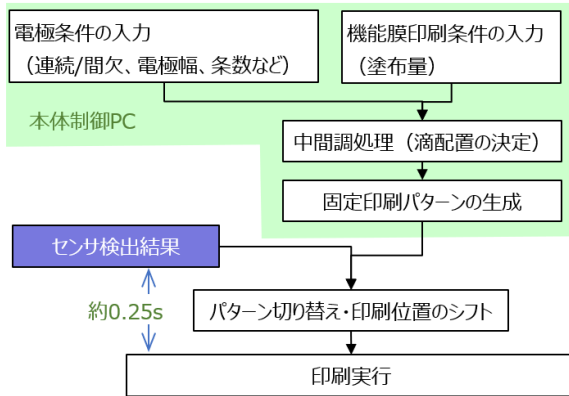 電極条件の入力
（連続/間欠、電極幅、条数など）
機能膜印刷条件の入力
（塗布量）
本体制御PC
中間調処理（滴配置の決定）
固定印刷パターンの生成
センサ検出結果
約0.25s
パターン切り替え・印刷位置のシフト
印刷実行